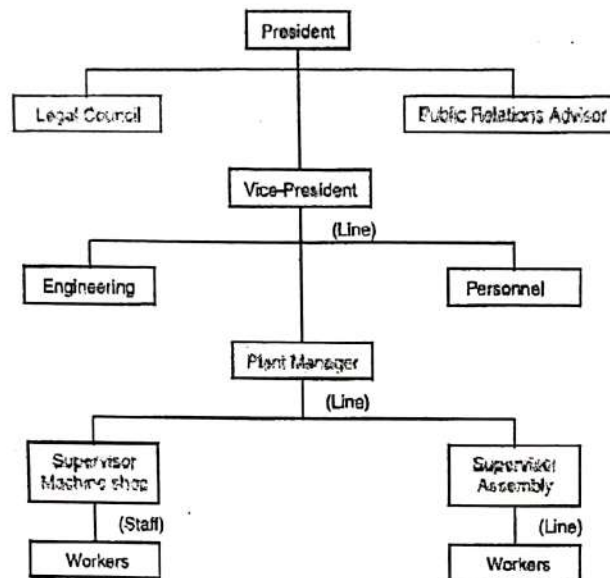 President
Legal Council
Public Relations Advisor
Vice-President
(Line)
Engineering
Personnel
Plant Manager
(Line)
Supervisor
Machine shop
Supervisor
Assembly
(Staff)
(Line)
Workers
Workers